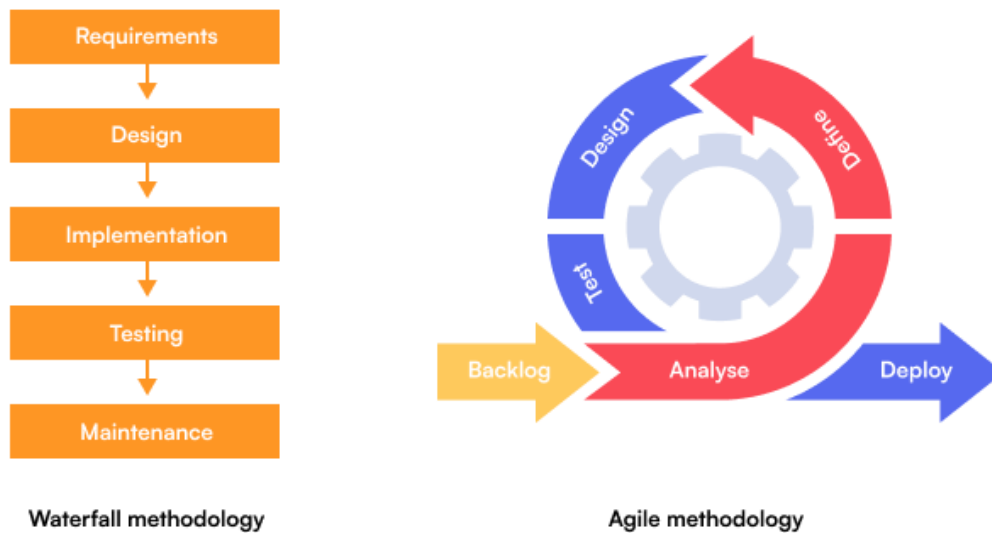 Requirements
Design
Implementation
Testing
Maintenance
Waterfall methodology
Design
Define
Test
Backlog
Analyse
Deploy
Agile methodology